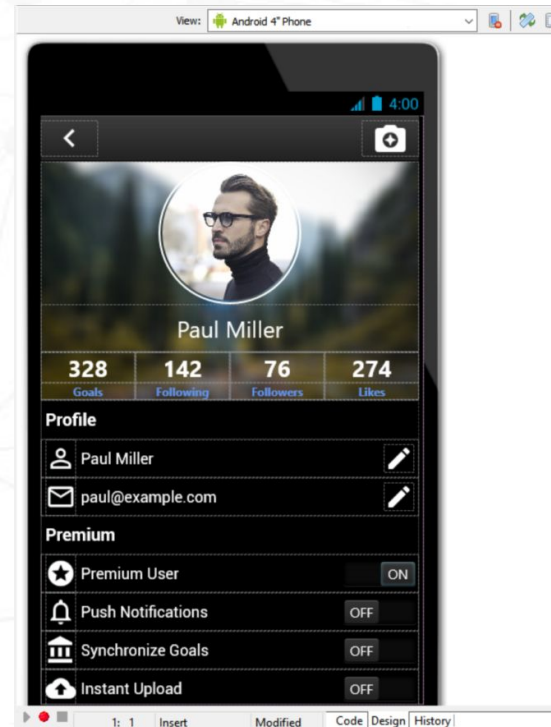 View: Android 4" Phone
4:00
Paul Miller
328 142 76 274
Goals Following Followers Likes
Profile
Paul Miller
paul@example.com
Premium
Premium User ON
Push Notifications OFF
Synchronize Goals OFF
Instant Upload OFF
1: 1 Insert Modified Code Design History